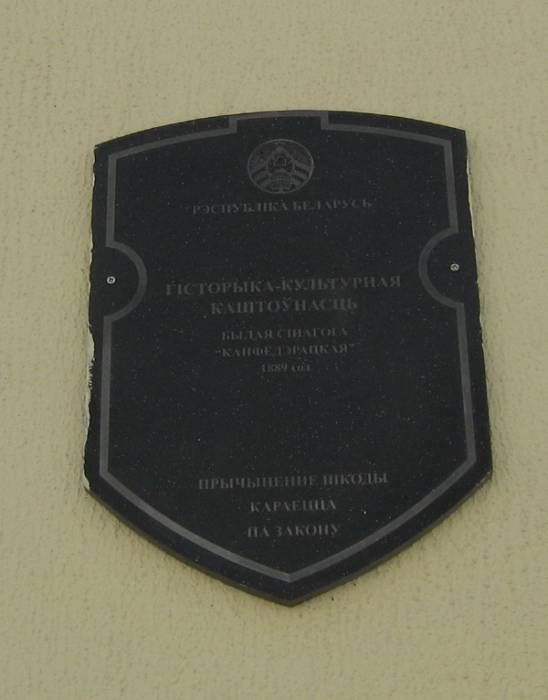 РЭСПУБЛІКА БЕЛАРУСЬ
ГІСТОРЫКА-КУЛЬТУРНАЯ
КАШТОЎНАСЦЬ
БЫЛАЯ СІНАГОГА
"КАНФЕДЭРАЦКАЯ"
1889 год
ПРЫЧЫНЕННЕ ШКОДЫ
КАРАЕЦЦА
ПА ЗАКОНУ